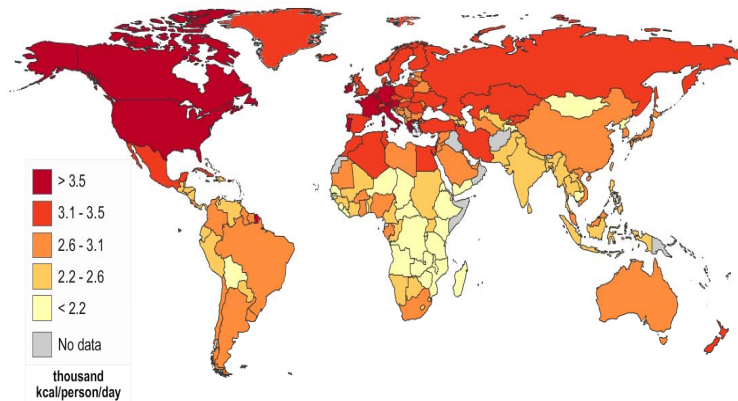 > 3.5
3.1 - 3.5
2.6 - 3.1
2.2 - 2.6
< 2.2
No data
thousand
kcal/person/day